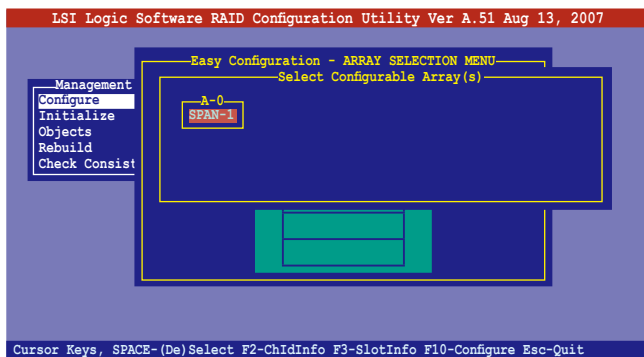 LSI Logic Software RAID Configuration Utility Ver A.51 Aug 13, 2007
Easy Configuration - ARRAY SELECTION MENU
Select Configurable Array(s)
Management
Configure
Initialize
Objects
Rebuild
Check Consist
A-0
SPAN-1
Cursor Keys, SPACE-(De)Select F2-ChIdInfo F3-SlotInfo F10-Configure Esc-Quit